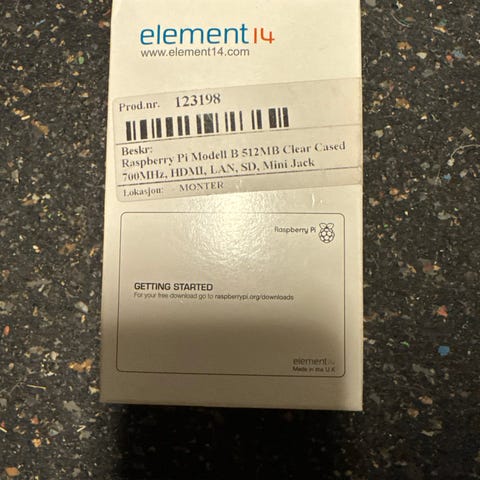 element14
www.element14.com
Prod.nr. 123198
Beskr:
Raspberry Pi Modell B 512MB Clear Cased
700MHz, HDMI, LAN, SD, Mini Jack
Lokasjon: - MONTER
Raspberry Pi
GETTING STARTED
For your free download go to raspberrypi.org/downloads
element14
Made in the U.K